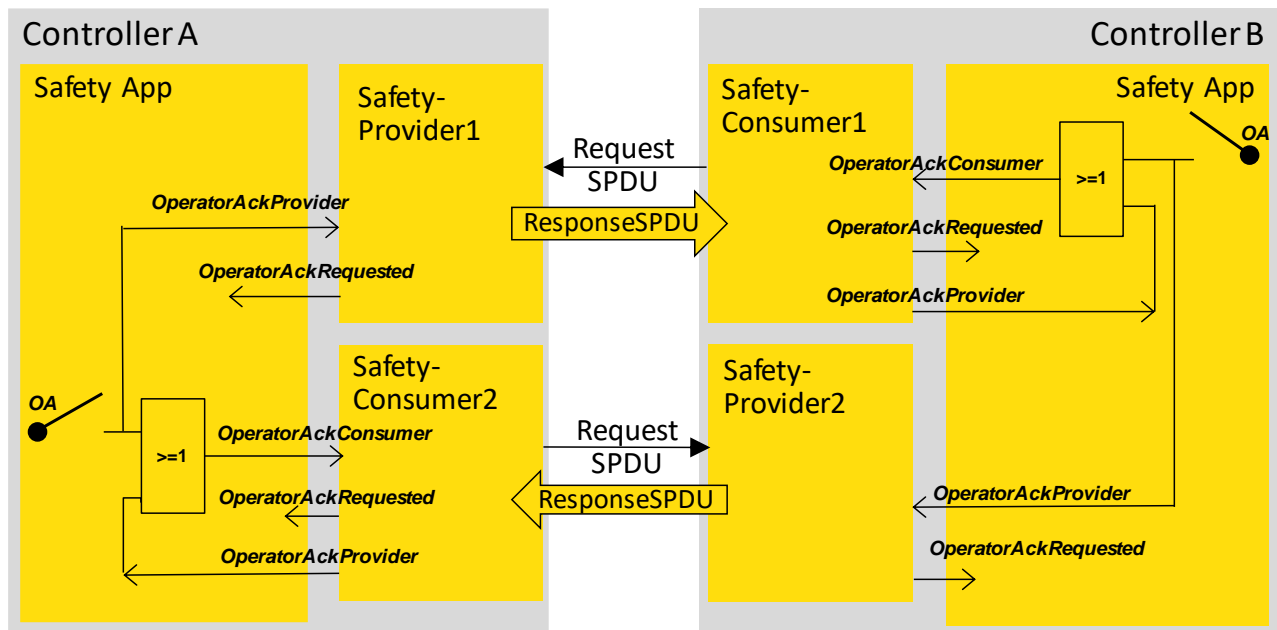 Controller A
Safety App
Safety-
Provider1
OperatorAckProvider
OperatorAckRequested
Safety-
Consumer2
OA
>=1
OperatorAckConsumer
OperatorAckRequested
OperatorAckProvider
Request
SPDU
ResponseSPDU
Request
SPDU
ResponseSPDU
Controller B
Safety-
Consumer1
Safety App
OA
OperatorAckConsumer
>=1
OperatorAckRequested
OperatorAckProvider
Safety-
Provider2
OperatorAckProvider
OperatorAckRequested